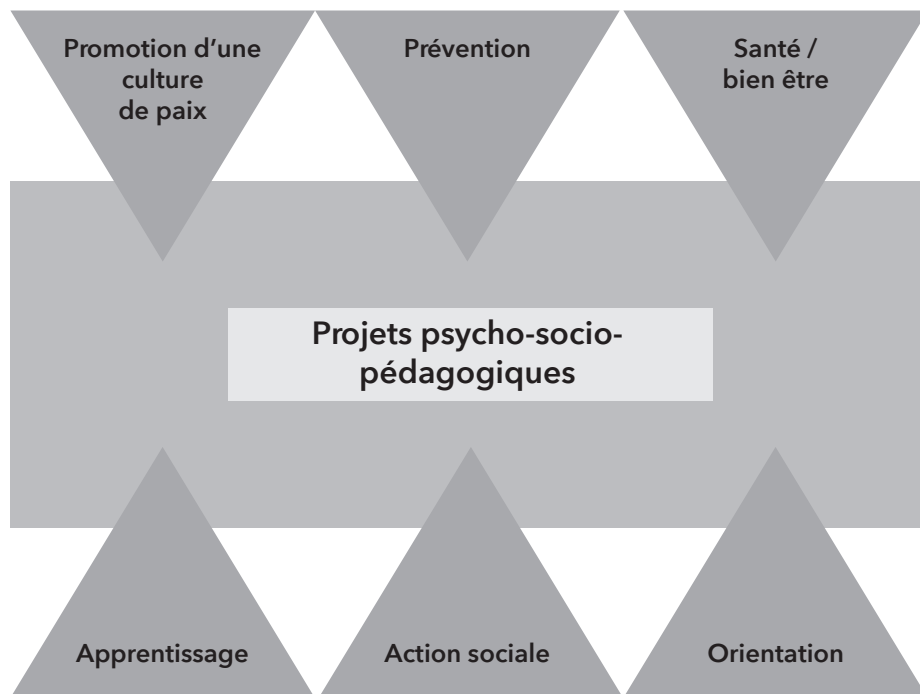 Promotion d’une
culture
de paix
Prévention
Santé /
bien être
Projets psycho-socio-
pédagogiques
Apprentissage
Action sociale
Orientation